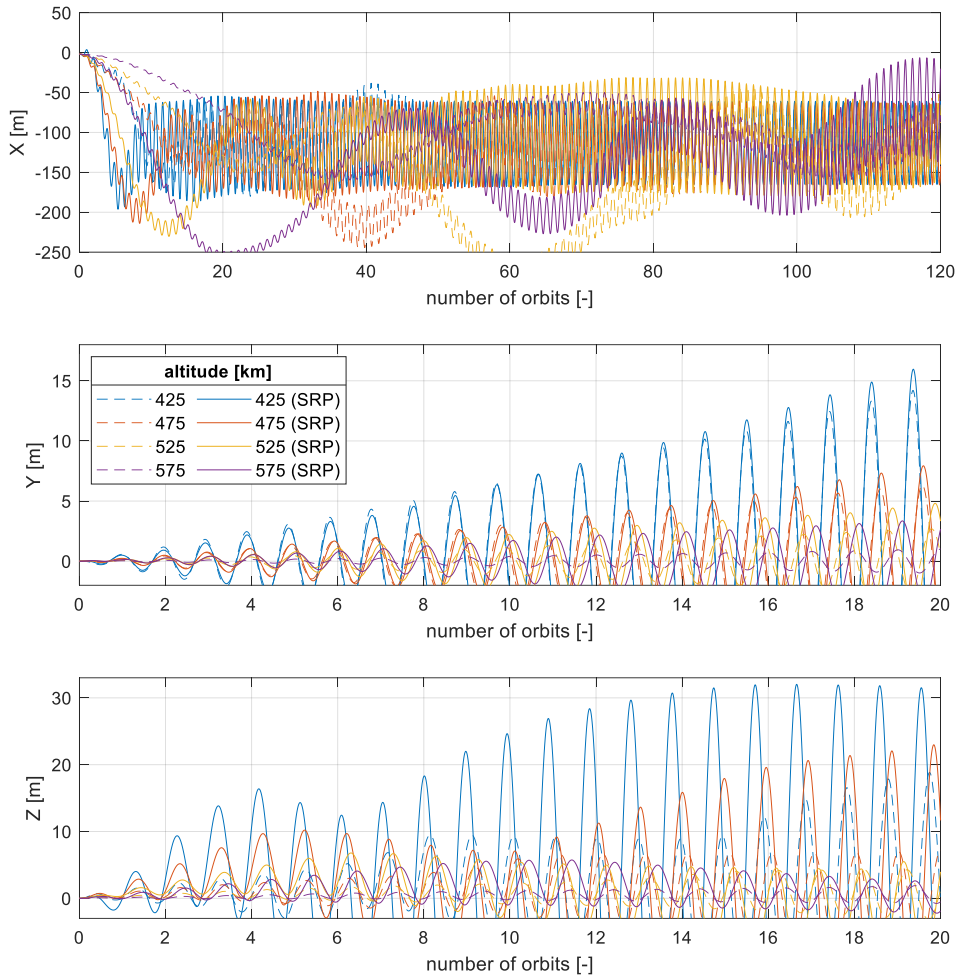 50
0
-50
-100
-150
-200
-250
X [m]
0 20 40 60 80 100 120
number of orbits [-]
15
10
5
0
Y [m]
altitude [km]
425 425 (SRP)
475 475 (SRP)
525 525 (SRP)
575 575 (SRP)
0 2 4 6 8 10 12 14 16 18 20
number of orbits [-]
30
20
10
0
Z [m]
0 2 4 6 8 10 12 14 16 18 20
number of orbits [-]